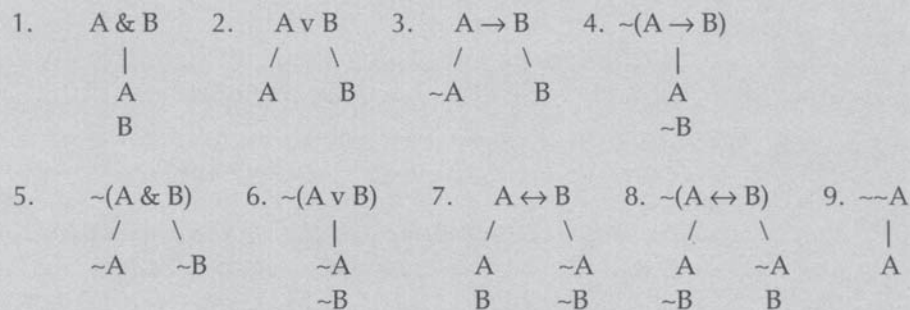 1. A & B 2. A v B 3. A → B 4. ~(A → B)
| / \ / \ |
A A B ~A B A
B ~B
5. ~(A & B) 6. ~(A v B) 7. A ↔ B 8. ~(A ↔ B) 9. ~~A
/ \ | / \ / \ |
~A ~B ~A A ~A A ~A A
~B B ~B ~B B